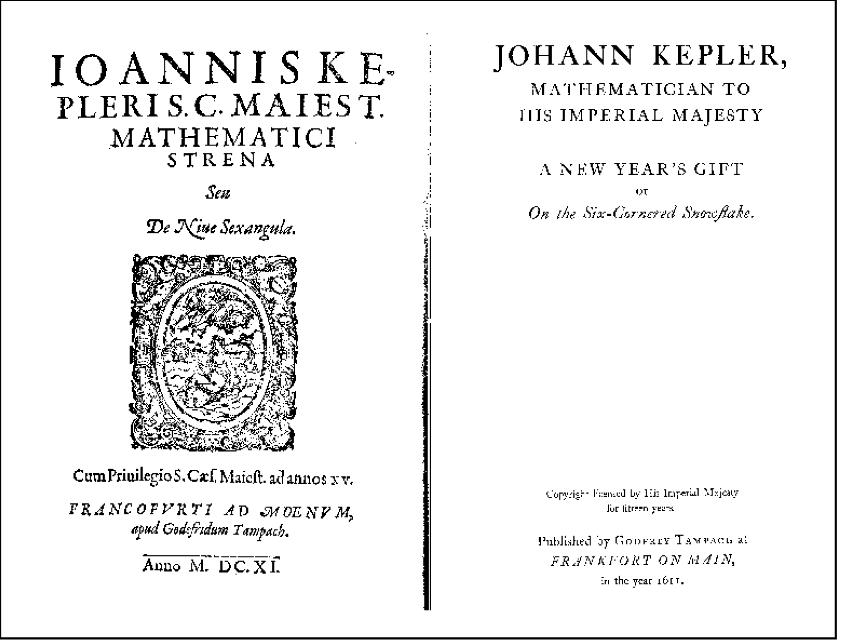 IOANNIS KE-
PLERI S. C. MAIEST.
MATHEMATICI
STRENA
Seu
De Niue Sexangula.
Cum Priuilegio S. Cæs. Maiest. ad annos xv.
FRANCOFVRTI AD MOENVM,
apud Godefridum Tampach.
Anno M. DC. XI.
JOHANN KEPLER,
MATHEMATICIAN TO
HIS IMPERIAL MAJESTY
A NEW YEAR'S GIFT
or
On the Six-Cornered Snowflake.
Copyright licensed by His Imperial Majesty
for fifteen years
Published by GODFREY TAMPACH at
FRANKFORT ON MAIN,
in the year 1611.